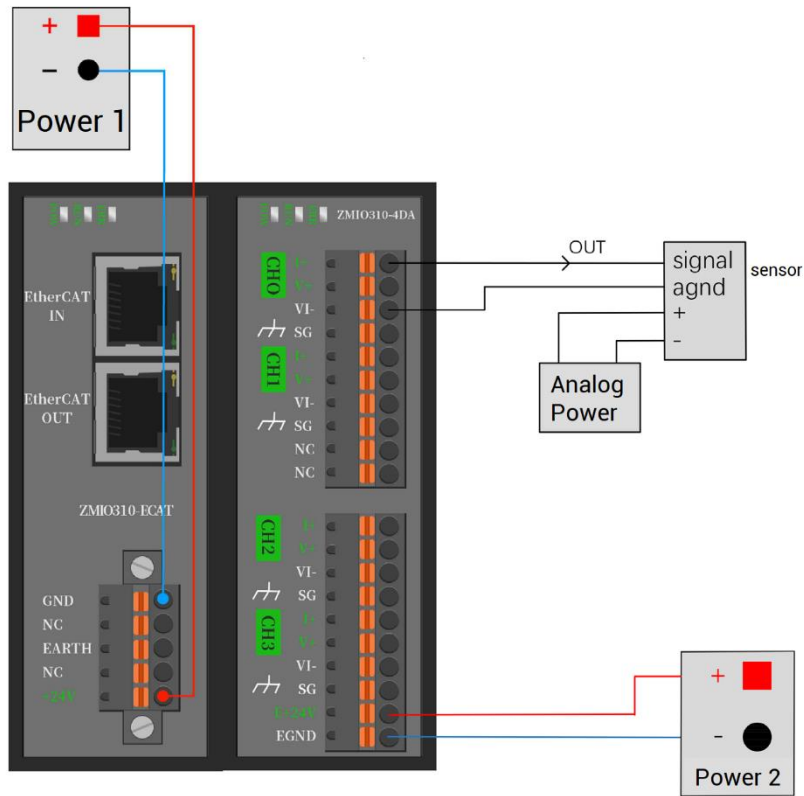 +
−
Power 1
ZMIO310-4DA
EtherCAT
IN
EtherCAT
OUT
ZMIO310-ECAT
GND
NC
EARTH
NC
+24V
CH0
I+
V+
VI-
SG
CH1
I+
V+
VI-
SG
NC
NC
CH2
I+
V+
VI-
SG
CH3
I+
V+
VI-
SG
E+24V
EGND
OUT
signal
agnd
+
-
sensor
Analog
Power
+
-
Power 2